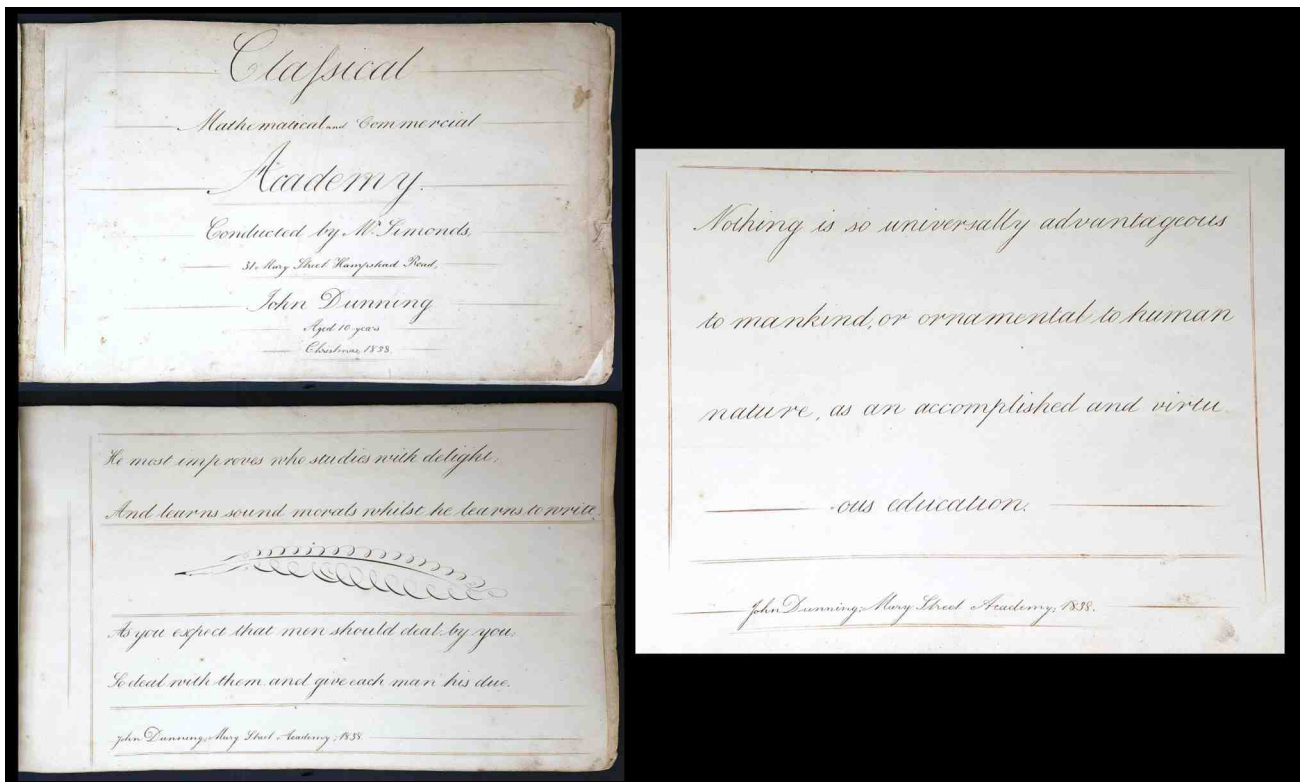 Claſsical
Mathematical and Commercial
Academy.
Conducted by Mr. Simonds,
31, Mary Street Hampstead Road,
John Dunning
Aged 10 years
Christmas, 1838.
He most improves who studies with delight,
And learns sound morals whilst he learns to write.
As you expect that men should deal by you,
So deal with them and give each man his due.
John Dunning, Mary Street Academy, 1838.
Nothing is so universally advantageous
to mankind, or ornamental to human
nature, as an accomplished and virtu-
-ous education.
John Dunning, Mary Street Academy, 1838.